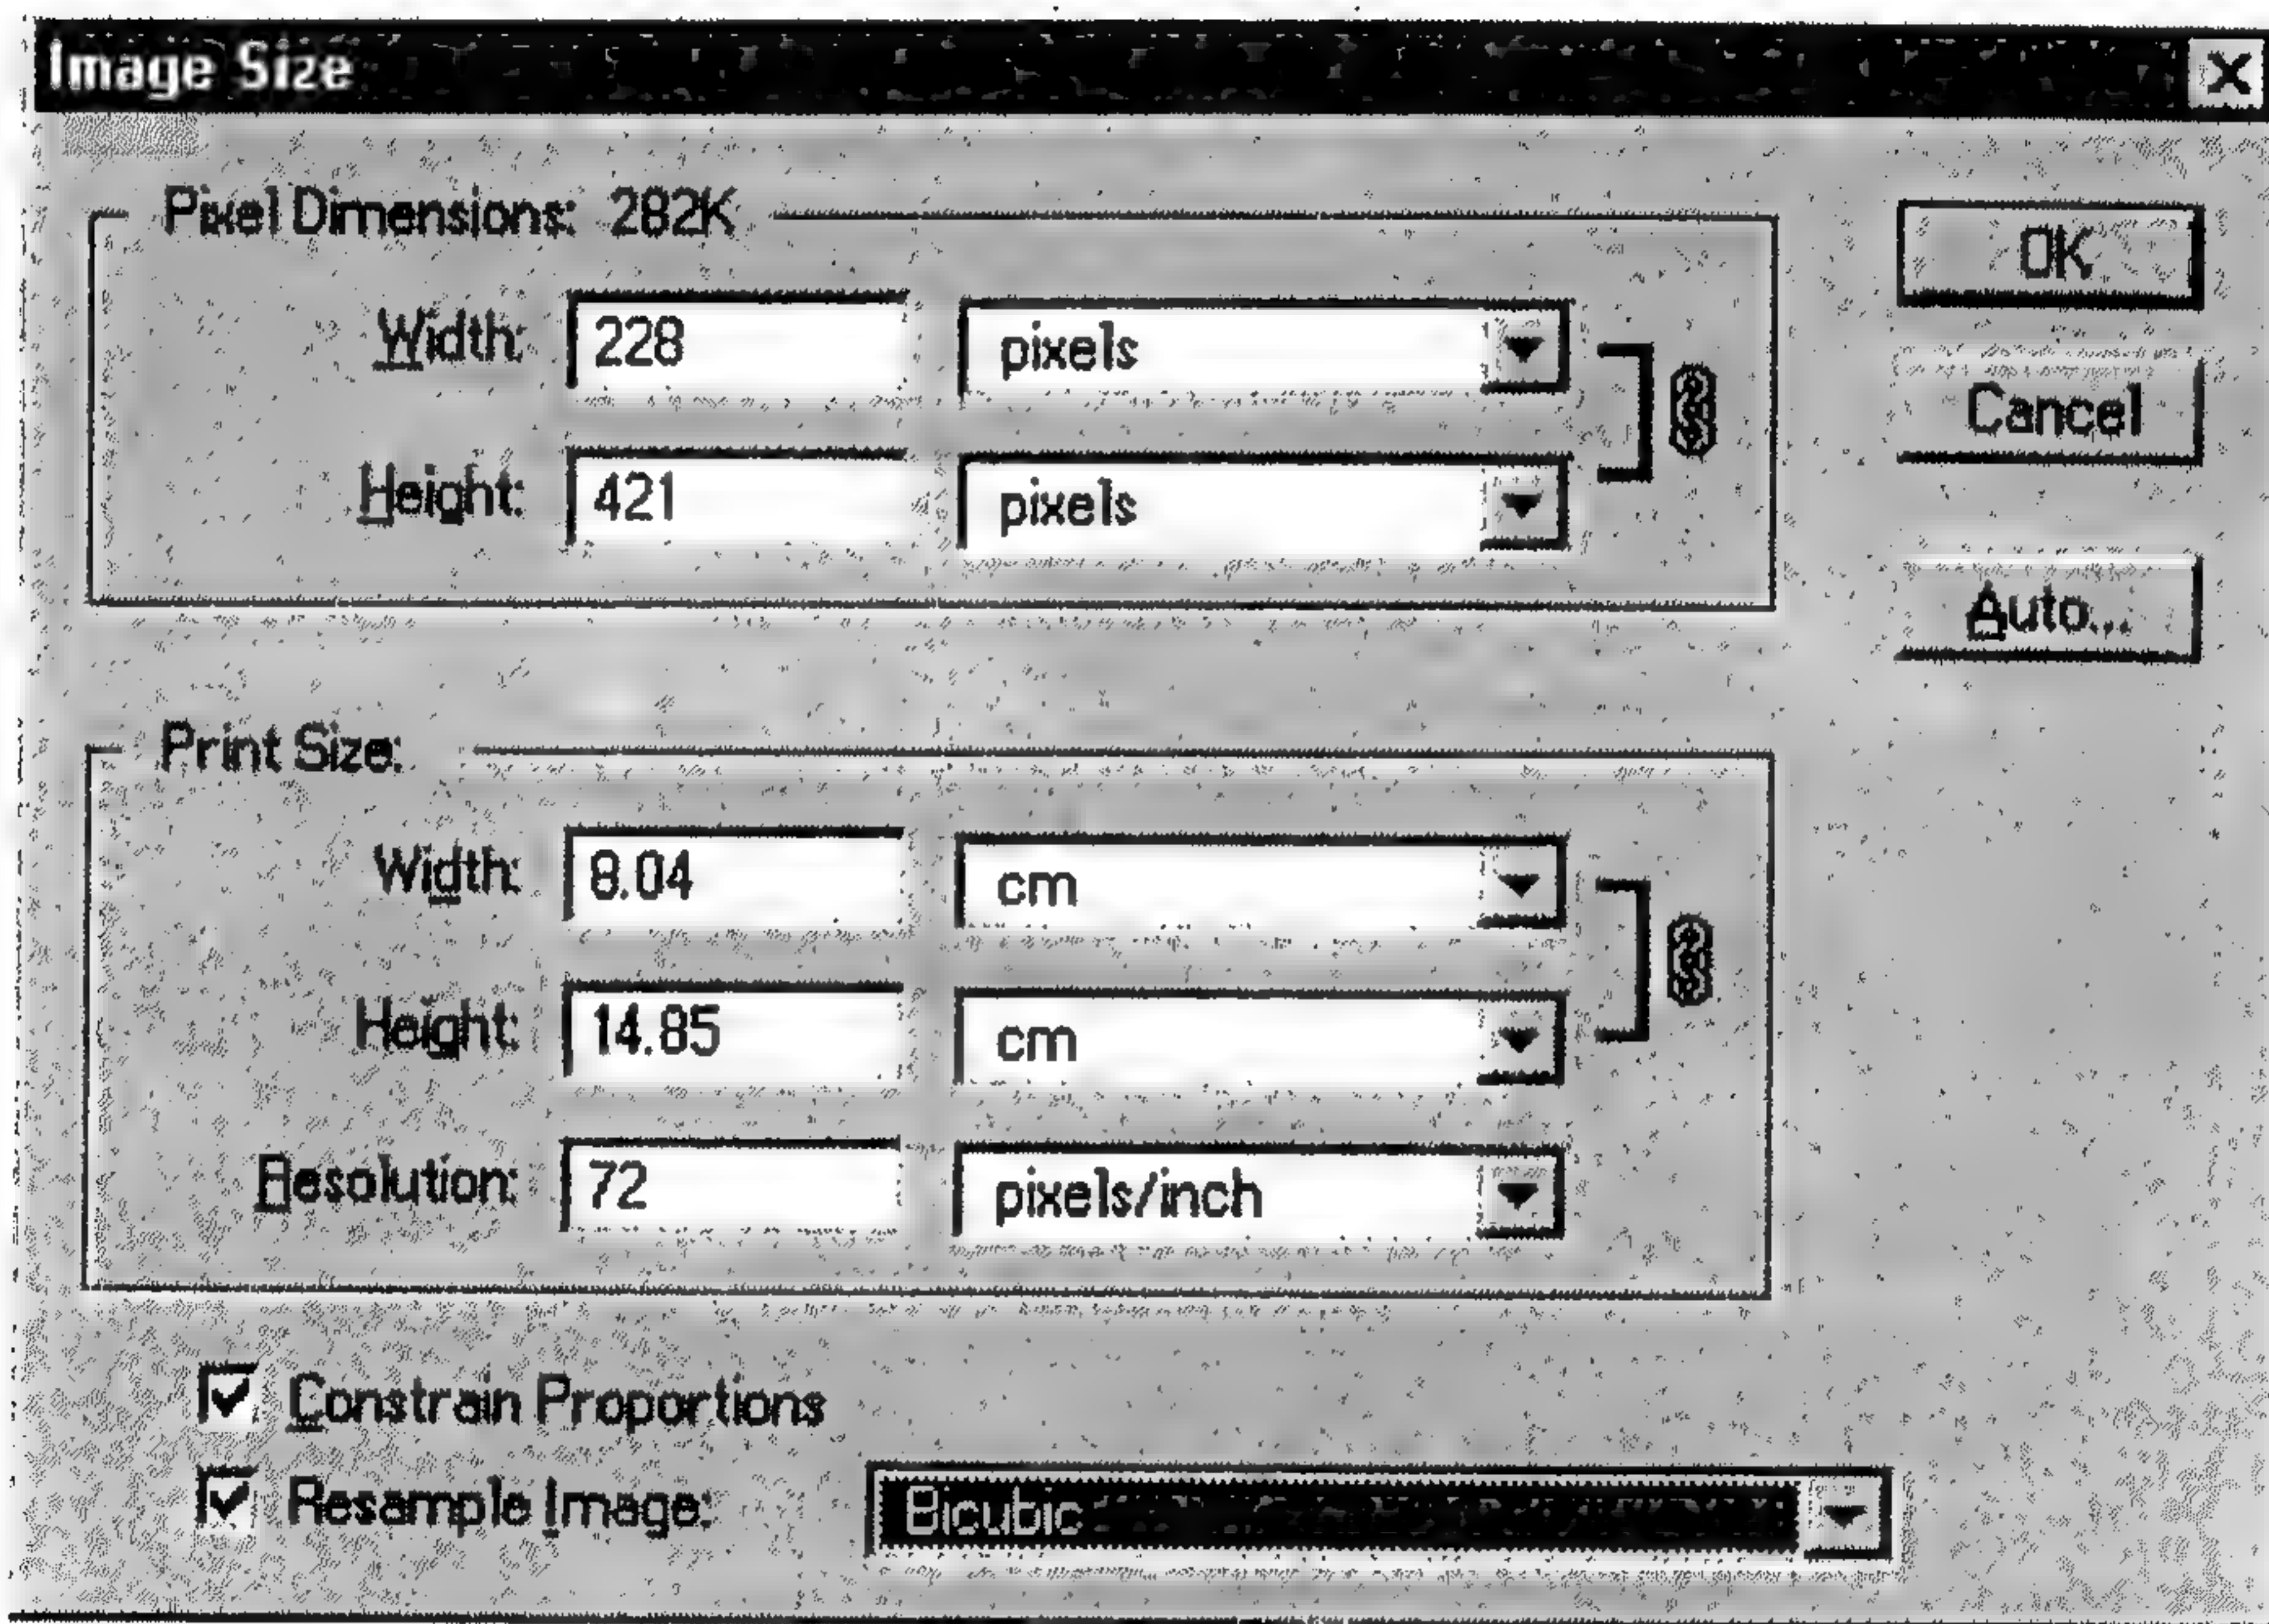 Image Size
Pixel Dimensions: 282K
Width: 228 pixels
Height: 421 pixels
OK
Cancel
Auto...
Print Size:
Width: 8.04 cm
Height: 14.85 cm
Resolution: 72 pixels/inch
Constrain Proportions
Resample Image: Bicubic